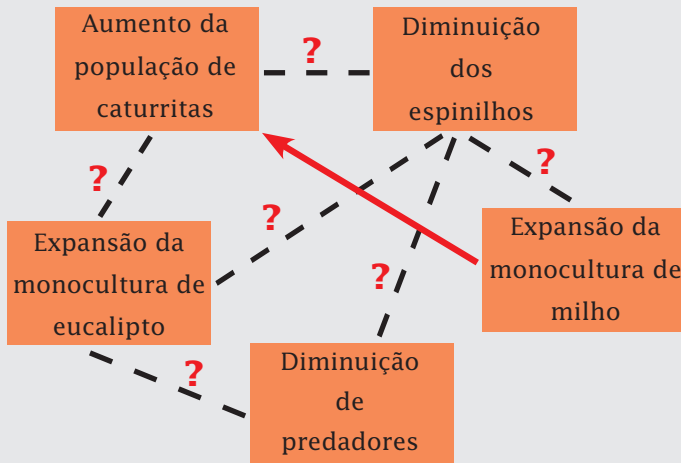 Aumento da
população de
caturritas
?
Diminuição
dos
espinilhos
?
?
?
?
?
Expansão da
monocultura de
eucalipto
Expansão da
monocultura de
milho
Diminuição
de
predadores